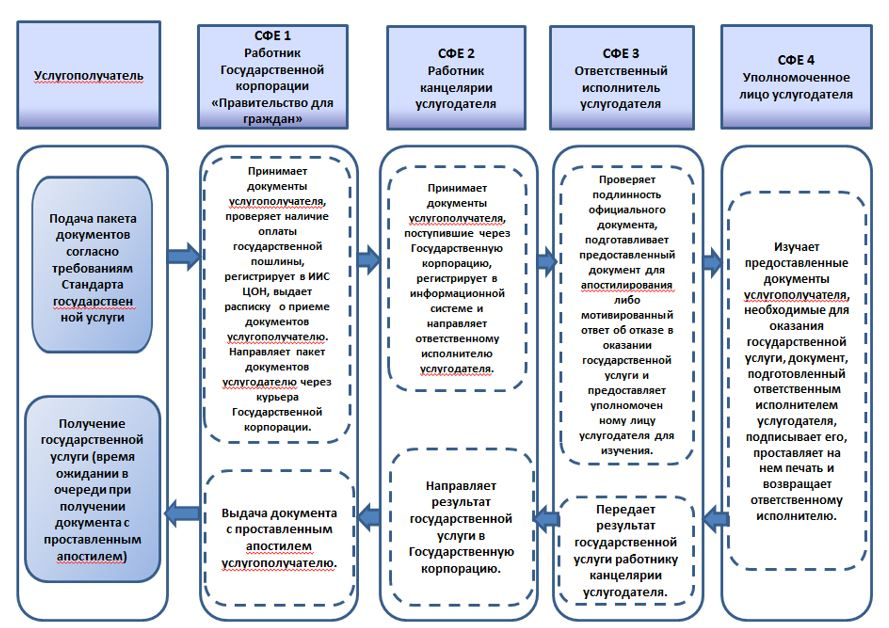 Услугополучатель
СФЕ 1
Работник
Государственной
корпорации
«Правительство для
граждан»
СФЕ 2
Работник
канцелярии
услугодателя
СФЕ 3
Ответственный
исполнитель
услугодателя
СФЕ 4
Уполномоченное
лицо услугодателя
Подача пакета
документов
согласно
требованиям
Стандарта
государствен
ной услуги
Принимает
документы
услугополучателя,
проверяет наличие
оплаты
государственной
пошлины,
регистрирует в ИИС
ЦОН, выдает
расписку о приеме
документов
услугополучателю.
Направляет пакет
документов
услугодателю через
курьера
Государственной
корпорации.
Принимает
документы
услугополучателя,
поступившие через
Государственную
корпорацию,
регистрирует в
информационной
системе и
направляет
ответственному
исполнителю
услугодателя.
Проверяет
подлинность
официального
документа,
подготавливает
предоставленный
документ для
апостилирования
либо
мотивированный
ответ об отказе в
оказании
государственной
услуги и
предоставляет
уполномочен
ному лицу
услугодателя для
изучения.
Изучает
предоставленные
документы
услугополучателя,
необходимые для
оказания
государственной
услуги, документ,
подготовленный
ответственным
исполнителем
услугодателя,
подписывает его,
проставляет на
нем печать и
возвращает
ответственному
исполнителю.
Получение
государственной
услуги (время
ожидании в
очереди при
получении
документа с
проставленным
апостилем)
Выдача документа
с проставленным
апостилем
услугополучателю.
Направляет
результат
государственной
услуги в
Государственную
корпорацию.
Передает
результат
государственной
услуги работнику
канцелярии
услугодателя.